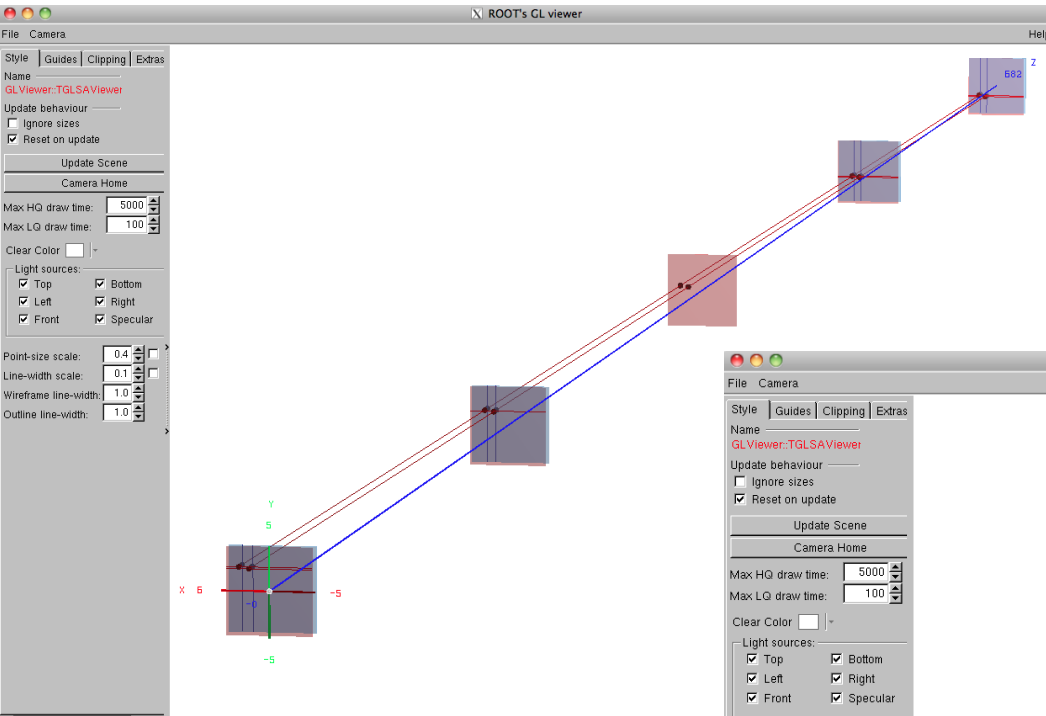 ROOT's GL viewer
File Camera Help
Style Guides Clipping Extras
Name
GLViewer::TGLSAViewer
Update behaviour
Ignore sizes
Reset on update
Update Scene
Camera Home
Max HQ draw time: 5000
Max LQ draw time: 100
Clear Color
Light sources:
Top Bottom
Left Right
Front Specular
Point-size scale: 0.4
Line-width scale: 0.1
Wireframe line-width: 1.0
Outline line-width: 1.0
Z
682
Y
5
X 6 -5
-0
-5
File Camera
Style Guides Clipping Extras
Name
GLViewer::TGLSAViewer
Update behaviour
Ignore sizes
Reset on update
Update Scene
Camera Home
Max HQ draw time: 5000
Max LQ draw time: 100
Clear Color
Light sources:
Top Bottom
Left Right
Front Specular